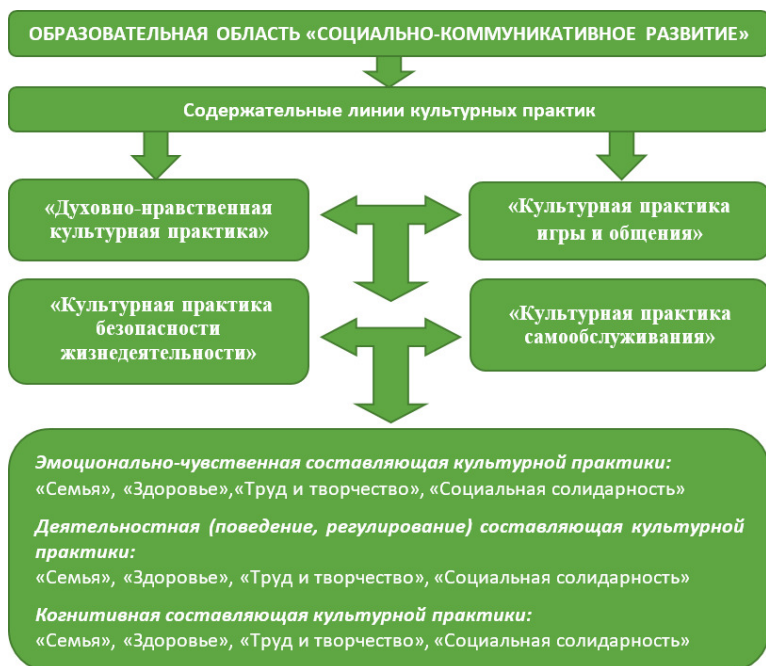 ОБРАЗОВАТЕЛЬНАЯ ОБЛАСТЬ «СОЦИАЛЬНО-КОММУНИКАТИВНОЕ РАЗВИТИЕ»
Содержательные линии культурных практик
«Духовно-нравственная
культурная практика»
«Культурная практика
игры и общения»
«Культурная практика
безопасности
жизнедеятельности»
«Культурная практика
самообслуживания»
Эмоционально-чувственная составляющая культурной практики:
«Семья», «Здоровье»,«Труд и творчество», «Социальная солидарность»
Деятельностная (поведение, регулирование) составляющая культурной
практики:
«Семья», «Здоровье», «Труд и творчество», «Социальная солидарность»
Когнитивная составляющая культурной практики:
«Семья», «Здоровье», «Труд и творчество», «Социальная солидарность»